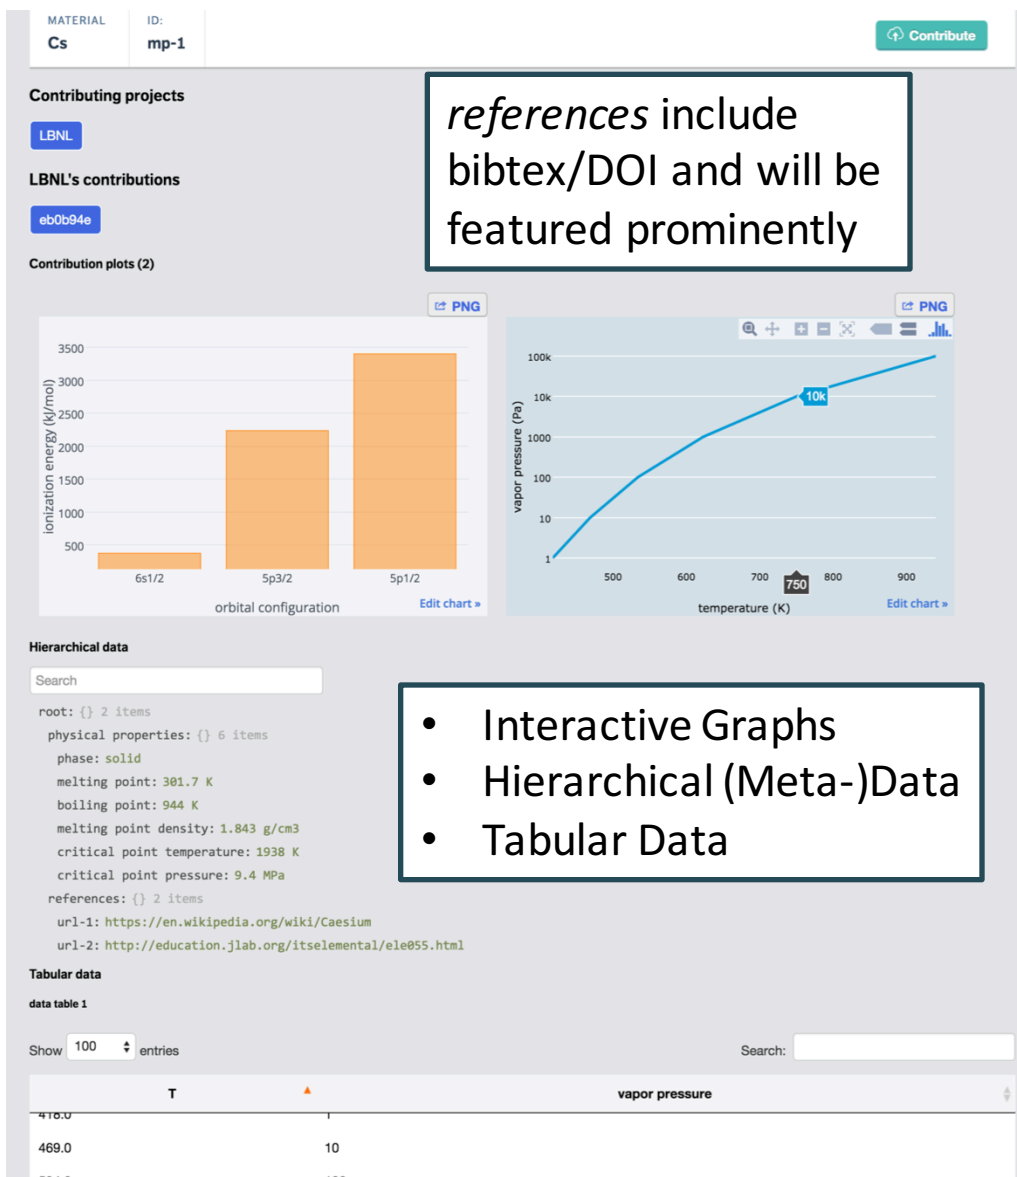 MATERIAL ID:
Cs mp-1
Contribute
Contributing projects
LBNL
LBNL's contributions
eb0b94e
Contribution plots (2)
references include
bibtex/DOI and will be
featured prominently
PNG
3500
3000
2500
2000
1500
1000
500
ionization energy (kJ/mol)
6s1/2 5p3/2 5p1/2
orbital configuration
Edit chart »
PNG
100k
10k
1000
100
10
1
vapor pressure (Pa)
10k
500 600 700 750 800 900
temperature (K)
Edit chart »
Hierarchical data
Search
root: {} 2 items
physical properties: {} 6 items
phase: solid
melting point: 301.7 K
boiling point: 944 K
melting point density: 1.843 g/cm3
critical point temperature: 1938 K
critical point pressure: 9.4 MPa
references: {} 2 items
url-1: https://en.wikipedia.org/wiki/Caesium
url-2: http://education.jlab.org/itselemental/ele055.html
• Interactive Graphs
• Hierarchical (Meta-)Data
• Tabular Data
Tabular data
data table 1
Show 100 entries
Search:
T vapor pressure
418.0 1
469.0 10